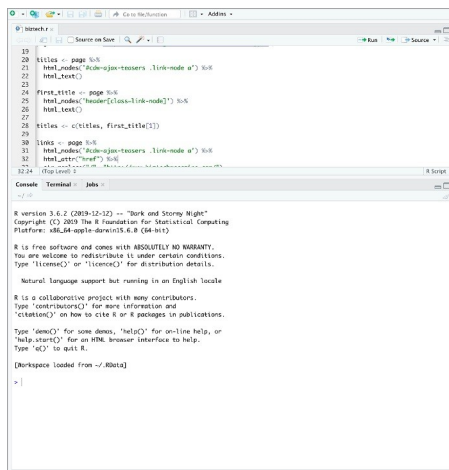 Go to file/function
Addins
biztech.r
Source on Save
Run
Source
19
20 titles <- page %>%
21 html_nodes("#cdw-ajax-teasers .link-node a") %>%
22 html_text()
23
24 first_title <- page %>%
25 html_nodes('header[class=link-node]') %>%
26 html_text()
27
28 titles <- c(titles, first_title[1])
29
30 links <- page %>%
31 html_nodes("#cdw-ajax-teasers .link-node a") %>%
32 html_attr("href") %>%
32:24 (Top Level)
R Script
Console Terminal Jobs
~/
R version 3.6.2 (2019-12-12) -- "Dark and Stormy Night"
Copyright (C) 2019 The R Foundation for Statistical Computing
Platform: x86_64-apple-darwin15.6.0 (64-bit)
R is free software and comes with ABSOLUTELY NO WARRANTY.
You are welcome to redistribute it under certain conditions.
Type 'license()' or 'licence()' for distribution details.
Natural language support but running in an English locale
R is a collaborative project with many contributors.
Type 'contributors()' for more information and
'citation()' on how to cite R or R packages in publications.
Type 'demo()' for some demos, 'help()' for on-line help, or
'help.start()' for an HTML browser interface to help.
Type 'q()' to quit R.
[Workspace loaded from ~/.RData]
>